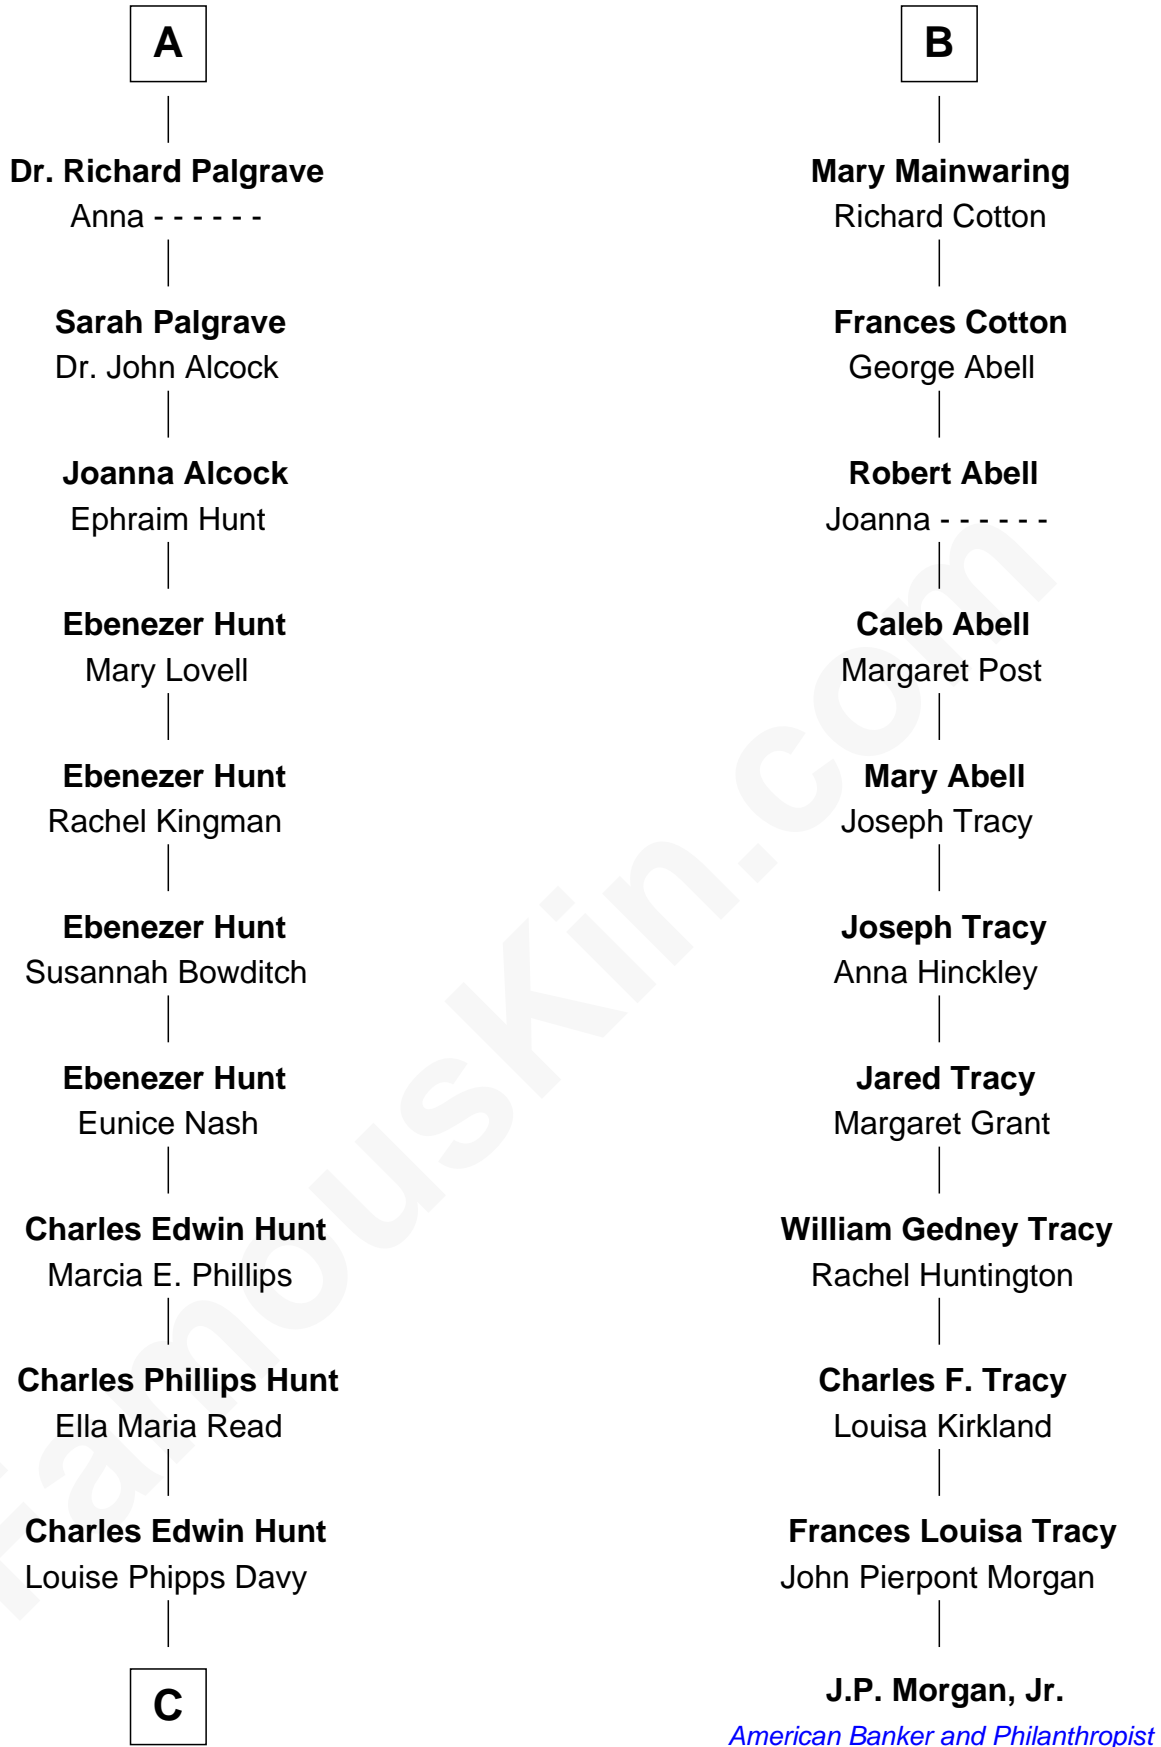 A
Dr. Richard Palgrave
Anna - - - - - -
Sarah Palgrave
Dr. John Alcock
Joanna Alcock
Ephraim Hunt
Ebenezer Hunt
Mary Lovell
Ebenezer Hunt
Rachel Kingman
Ebenezer Hunt
Susannah Bowditch
Ebenezer Hunt
Eunice Nash
Charles Edwin Hunt
Marcia E. Phillips
Charles Phillips Hunt
Ella Maria Read
Charles Edwin Hunt
Louise Phipps Davy
C
B
Mary Mainwaring
Richard Cotton
Frances Cotton
George Abell
Robert Abell
Joanna - - - - - -
Caleb Abell
Margaret Post
Mary Abell
Joseph Tracy
Joseph Tracy
Anna Hinckley
Jared Tracy
Margaret Grant
William Gedney Tracy
Rachel Huntington
Charles F. Tracy
Louisa Kirkland
Frances Louisa Tracy
John Pierpont Morgan
J.P. Morgan, Jr.
American Banker and Philanthropist
FamousKin.com